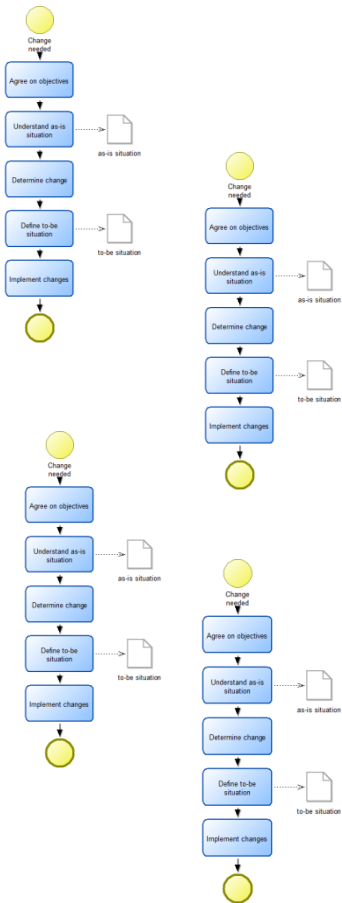 Change
needed
Agree on objectives
Understand as-is
situation
as-is situation
Determine change
Define to-be
situation
to-be situation
Implement changes
Change
needed
Agree on objectives
Understand as-is
situation
as-is situation
Determine change
Define to-be
situation
to-be situation
Implement changes
Change
needed
Agree on objectives
Understand as-is
situation
as-is situation
Determine change
Define to-be
situation
to-be situation
Implement changes
Change
needed
Agree on objectives
Understand as-is
situation
as-is situation
Determine change
Define to-be
situation
to-be situation
Implement changes